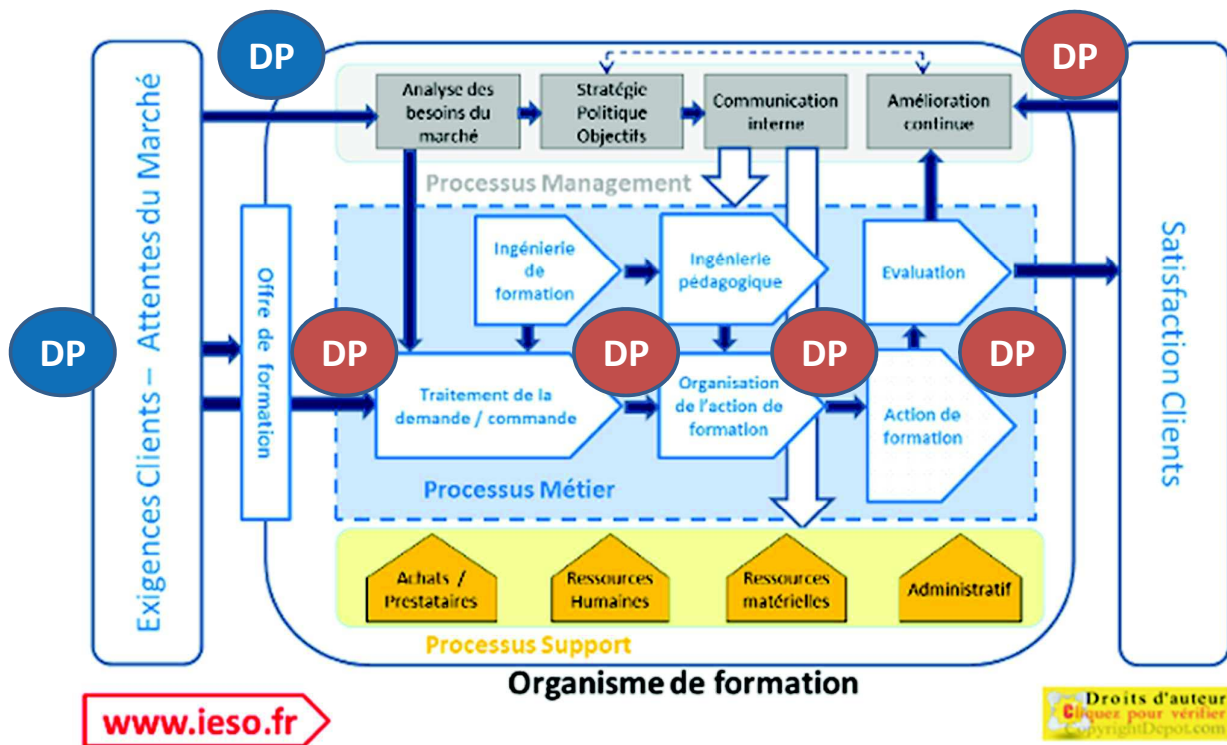 DP
DP
Analyse des
besoins du
marché
Stratégie
Politique
Objectifs
Communication
interne
Amélioration
continue
Processus Management
Exigences Clients – Attentes du Marché
Offre de formation
Ingénierie
de
formation
Ingénierie
pédagogique
Evaluation
Satisfaction Clients
DP
DP
DP
DP
DP
Traitement de la
demande / commande
Organisation
de l'action de
formation
Action de
formation
Processus Métier
Achats /
Prestataires
Ressources
Humaines
Ressources
matérielles
Administratif
Processus Support
Organisme de formation
www.ieso.fr
Droits d'auteur
Cliquez pour vérifier
CopyrightDepot.com